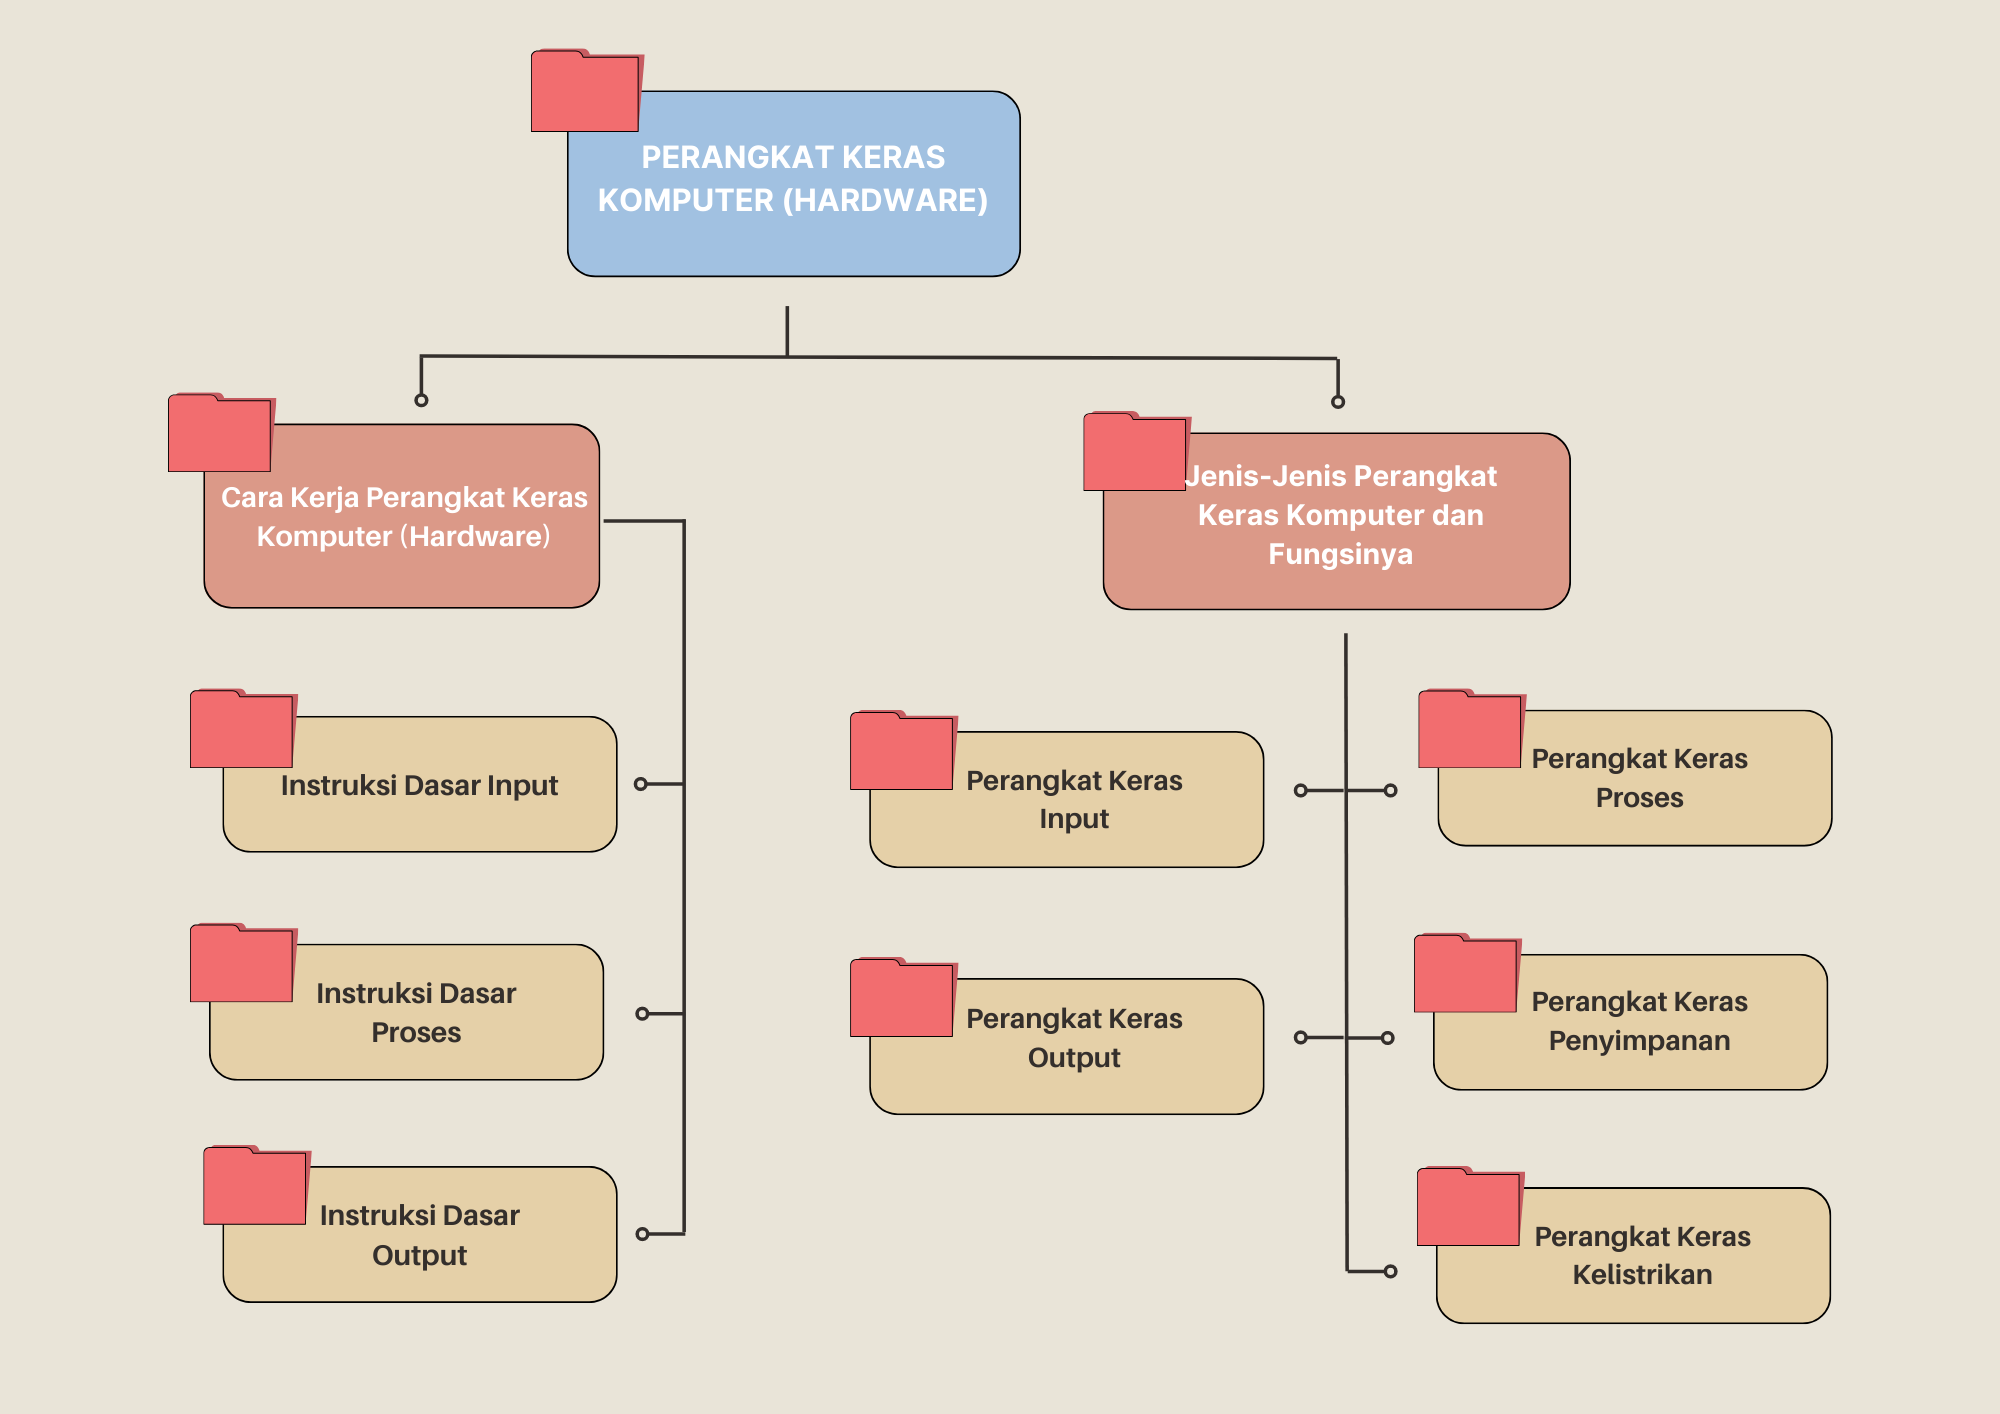 PERANGKAT KERAS
KOMPUTER (HARDWARE)
Cara Kerja Perangkat Keras
Komputer (Hardware)
Jenis-Jenis Perangkat
Keras Komputer dan
Fungsinya
Instruksi Dasar Input
Instruksi Dasar
Proses
Instruksi Dasar
Output
Perangkat Keras
Input
Perangkat Keras
Output
Perangkat Keras
Proses
Perangkat Keras
Penyimpanan
Perangkat Keras
Kelistrikan